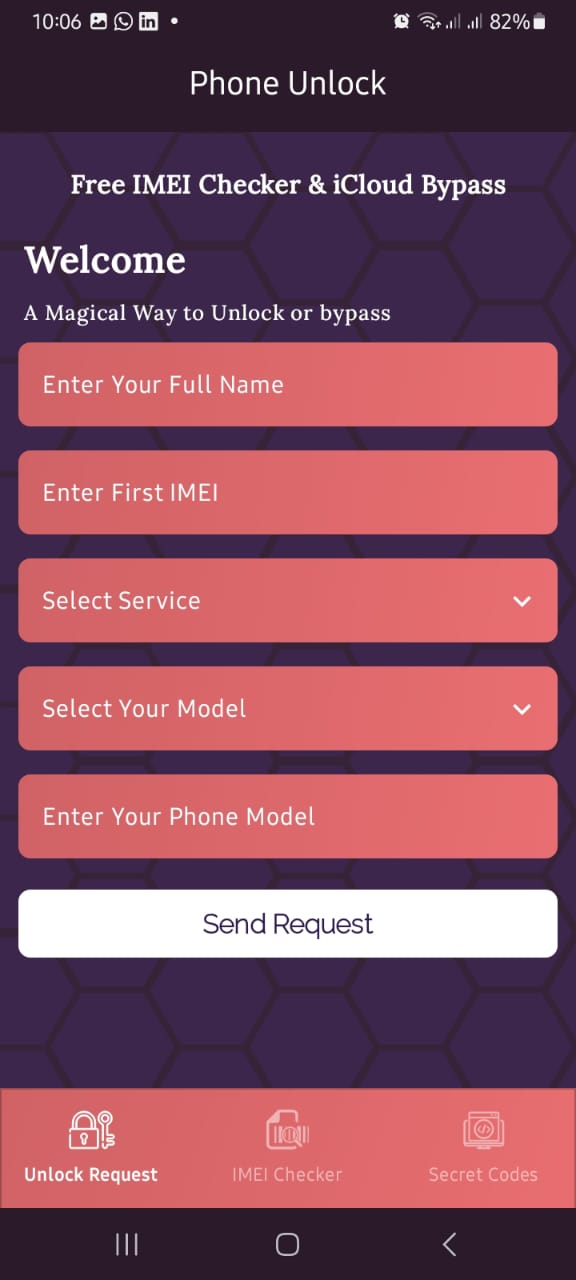 10:06 82%
Phone Unlock
Free IMEI Checker & iCloud Bypass
Welcome
A Magical Way to Unlock or bypass
Enter Your Full Name
Enter First IMEI
Select Service
Select Your Model
Enter Your Phone Model
Send Request
Unlock Request IMEI Checker Secret Codes